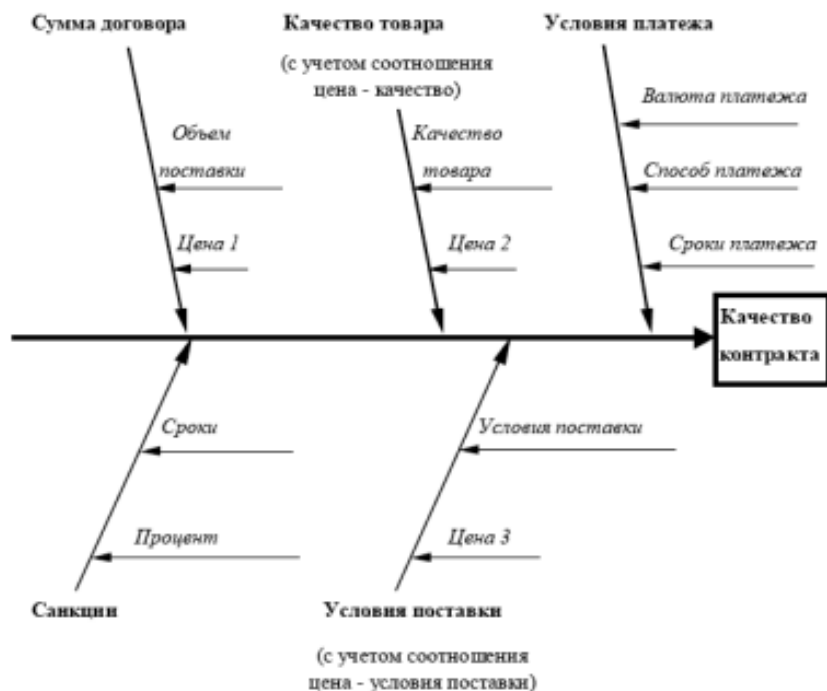 Сумма договора
Качество товара
Условия платежа
(с учетом соотношения
цена - качество)
Валюта платежа
Объем
поставки
Качество
товара
Способ платежа
Цена 1
Цена 2
Сроки платежа
Качество
контракта
Сроки
Условия поставки
Процент
Цена 3
Санкции
Условия поставки
(с учетом соотношения
цена - условия поставки)